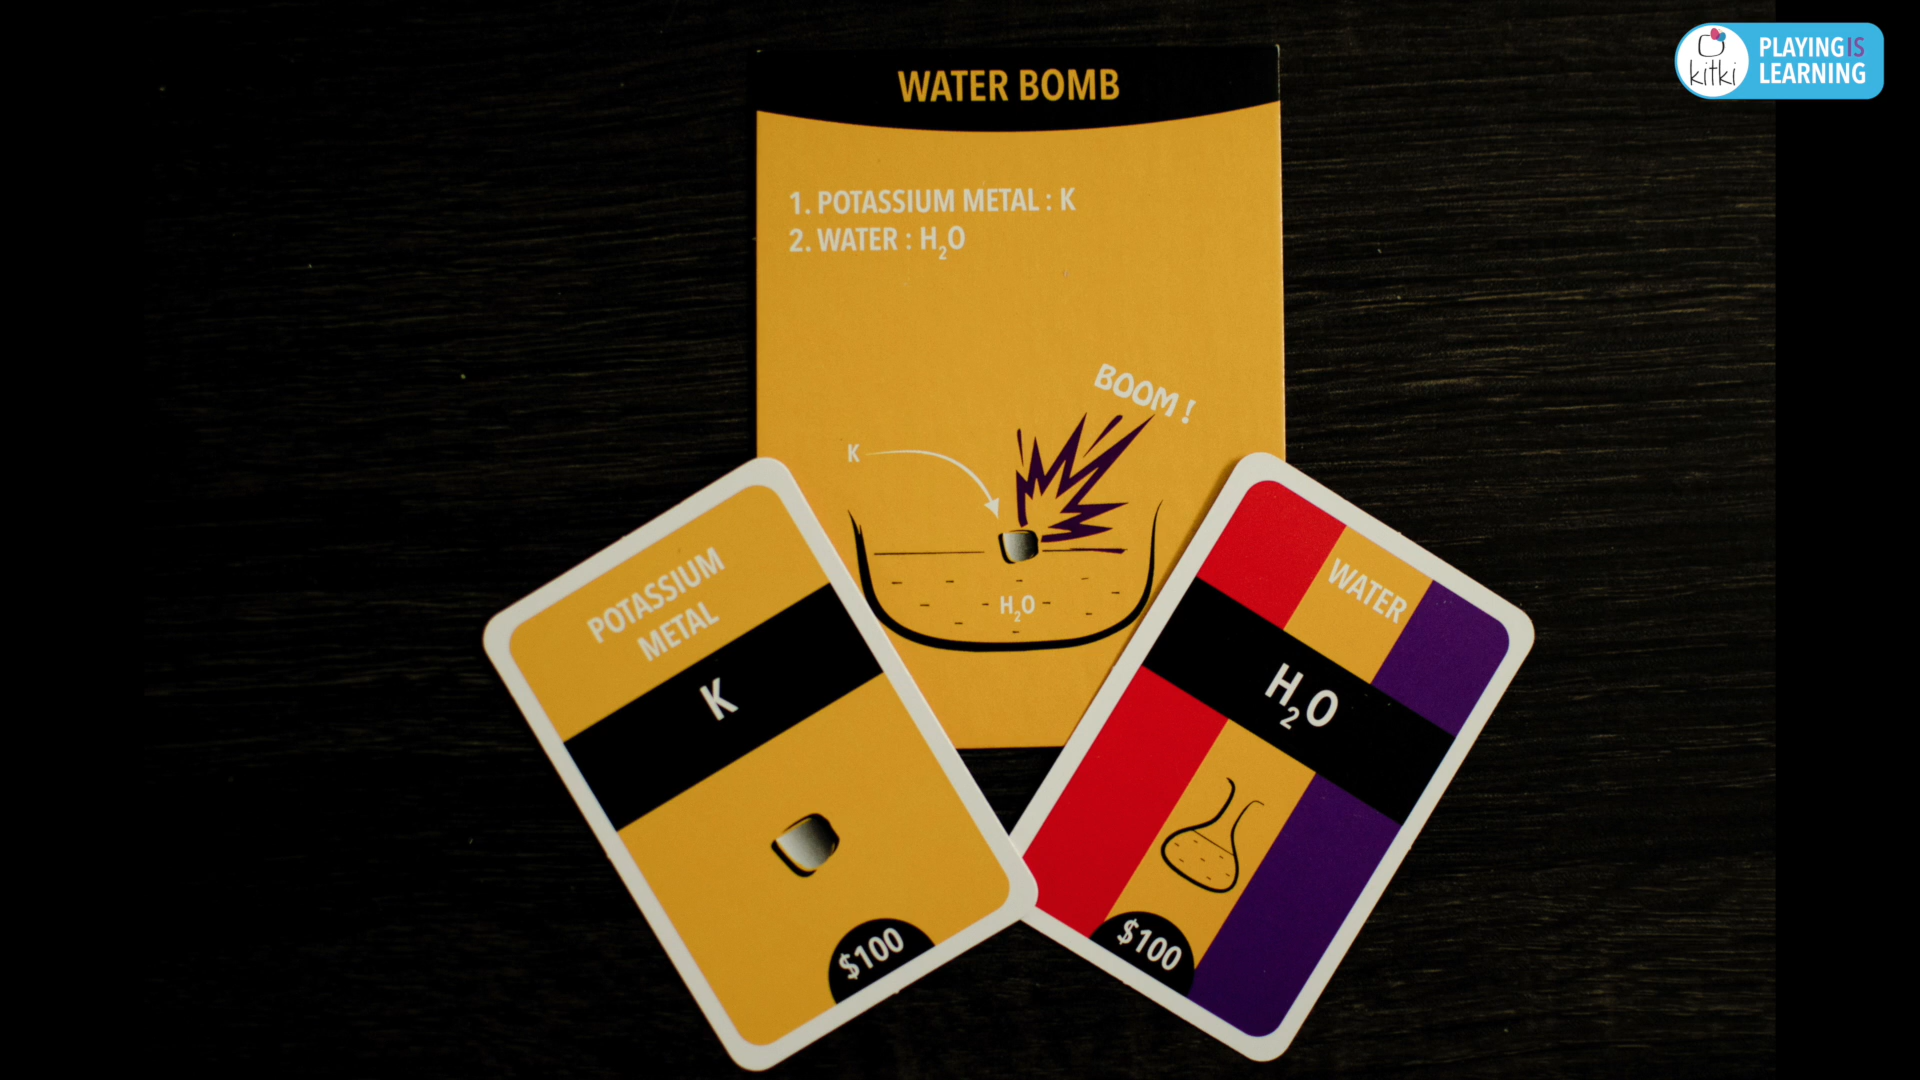 kitki
PLAYING IS
LEARNING
WATER BOMB
1. POTASSIUM METAL : K
2. WATER : H₂O
BOOM !
K
H₂O
POTASSIUM
METAL
K
$100
WATER
H₂O
$100